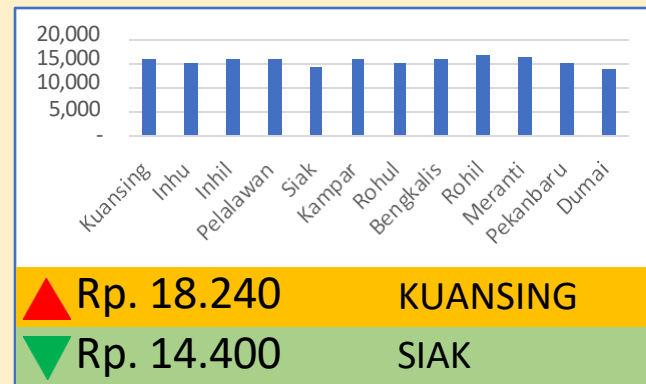 20,000
15,000
10,000
5,000
-
Kuansing
Inhu
Inhil
Pelalawan
Siak
Kampar
Rohul
Bengkalis
Rohil
Meranti
Pekanbaru
Dumai
Rp. 18.240 KUANSING
Rp. 14.400 SIAK